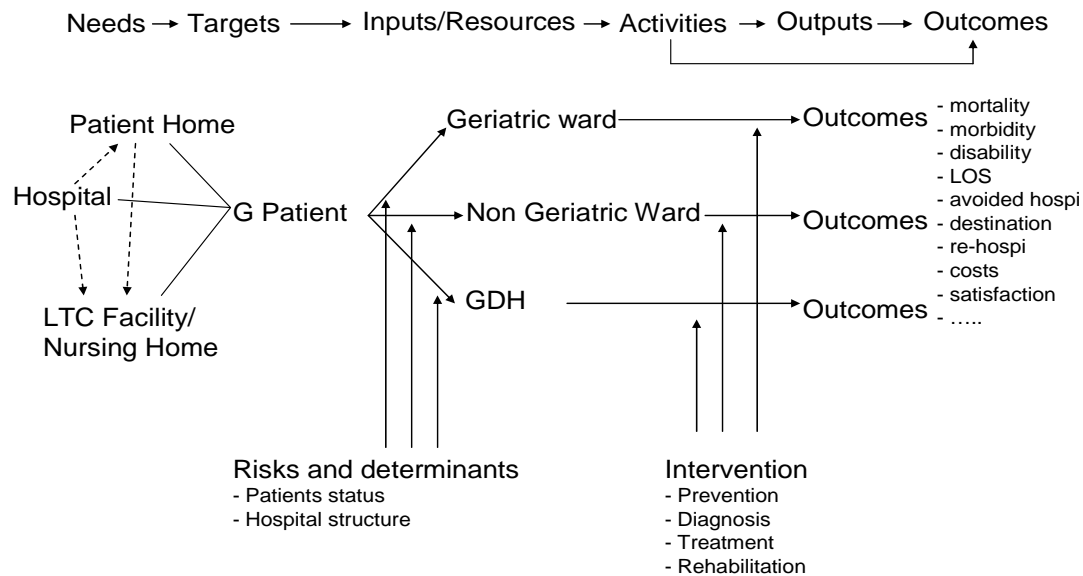 Needs Targets Inputs/Resources Activities Outputs Outcomes
Patient Home
Hospital
G Patient
LTC Facility/
Nursing Home
Geriatric ward
Non Geriatric Ward
GDH
Outcomes
Outcomes
Outcomes
- mortality
- morbidity
- disability
- LOS
- avoided hospi
- destination
- re-hospi
- costs
- satisfaction
- .....
Risks and determinants
- Patients status
- Hospital structure
Intervention
- Prevention
- Diagnosis
- Treatment
- Rehabilitation